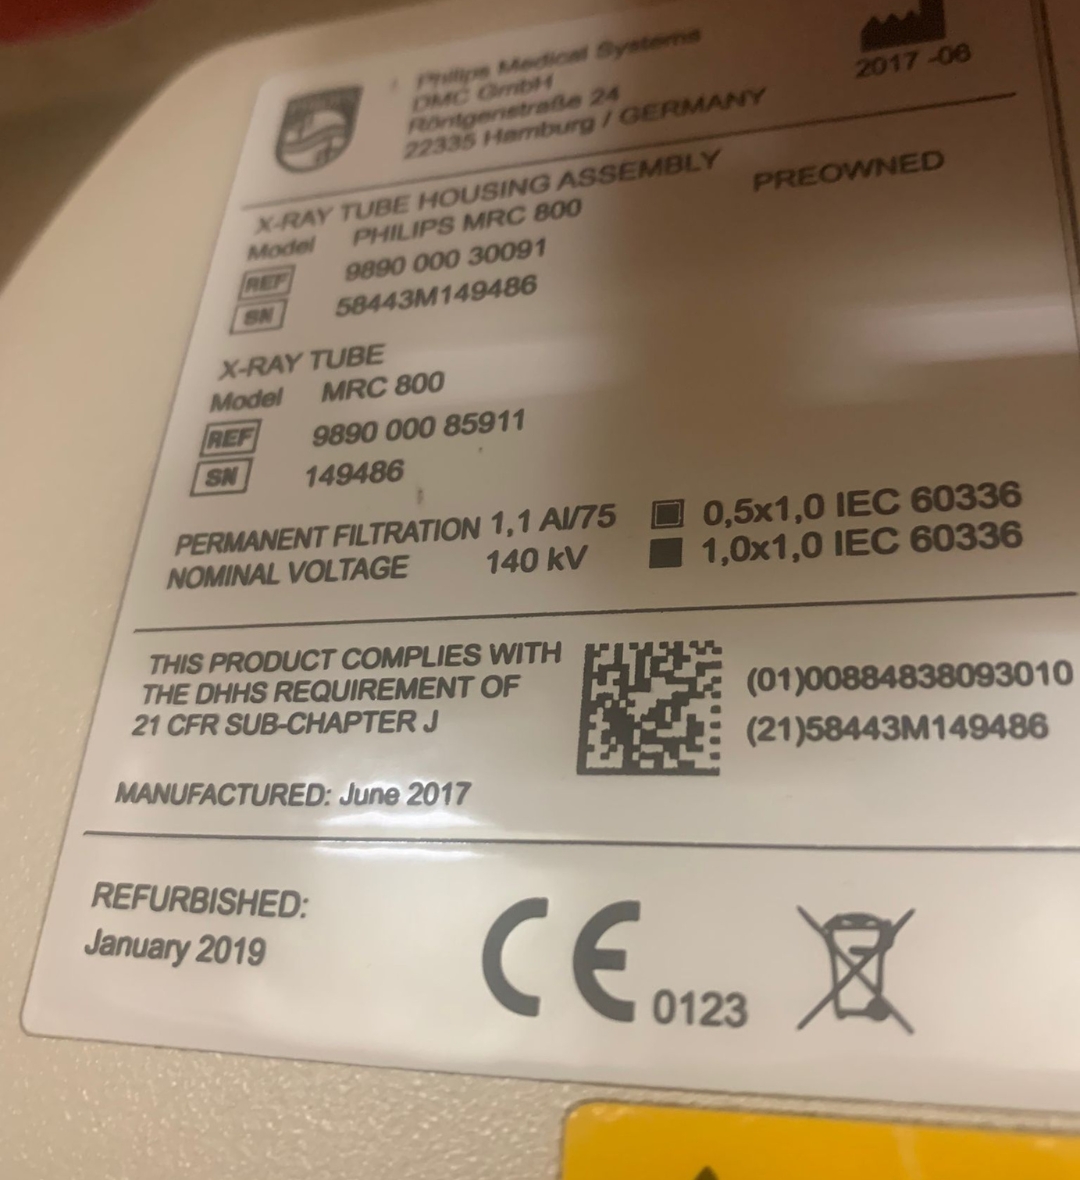 Philips Medical Systems
DMC GmbH
Röntgenstraße 24
22335 Hamburg / GERMANY
2017 -06
X-RAY TUBE HOUSING ASSEMBLY PREOWNED
Model PHILIPS MRC 800
REF 9890 000 30091
SN 58443M149486
X-RAY TUBE
Model MRC 800
REF 9890 000 85911
SN 149486
PERMANENT FILTRATION 1,1 Al/75 0,5x1,0 IEC 60336
NOMINAL VOLTAGE 140 kV 1,0x1,0 IEC 60336
THIS PRODUCT COMPLIES WITH
THE DHHS REQUIREMENT OF
21 CFR SUB-CHAPTER J
(01)00884838093010
(21)58443M149486
MANUFACTURED: June 2017
REFURBISHED:
January 2019
CE 0123